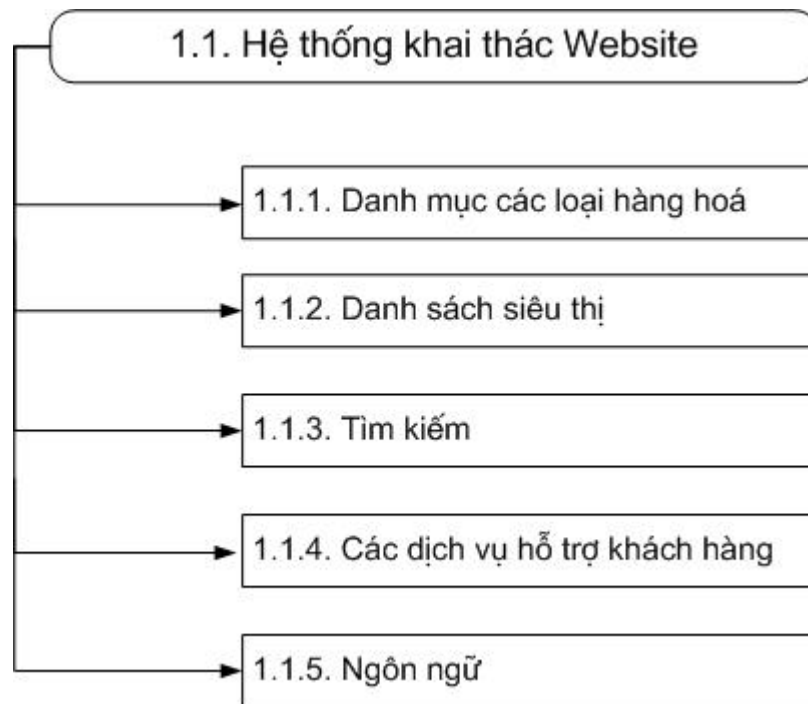 1.1. Hệ thống khai thác Website
1.1.1. Danh mục các loại hàng hoá
1.1.2. Danh sách siêu thị
1.1.3. Tìm kiếm
1.1.4. Các dịch vụ hỗ trợ khách hàng
1.1.5. Ngôn ngữ